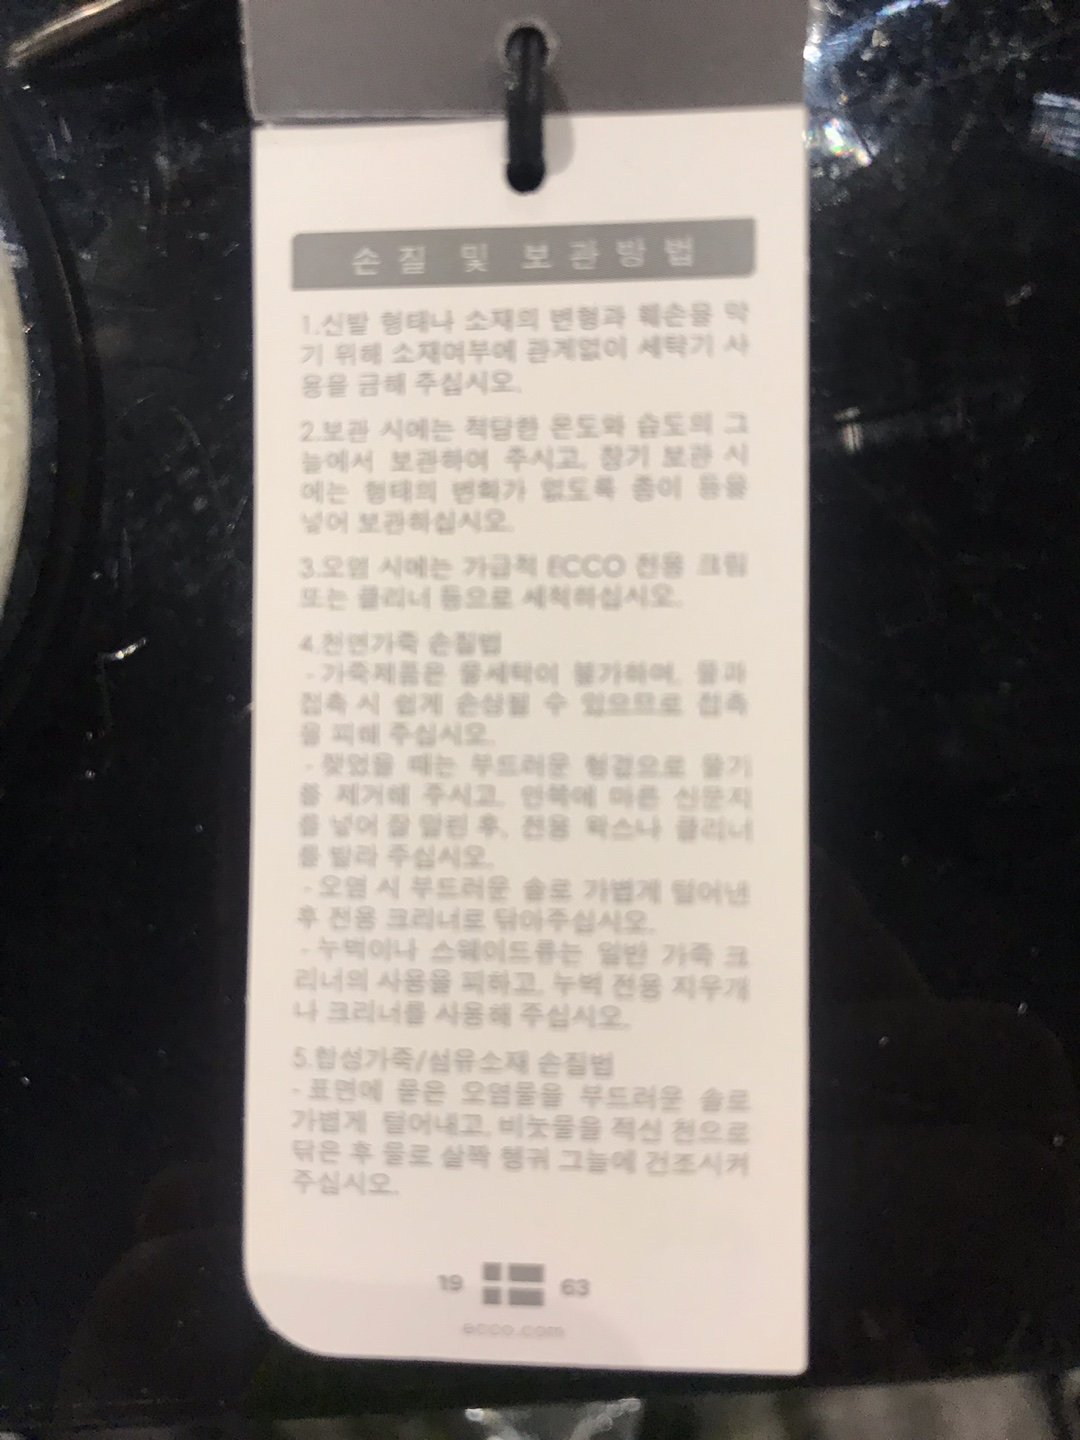 손질 및 보관방법
1.신발 형태나 소재의 변형과 훼손을 막
기 위해 소재여부에 관계없이 세탁기 사
용을 금해 주십시오.
2.보관 시에는 적당한 온도와 습도의 그
늘에서 보관하여 주시고, 장기 보관 시
에는 형태의 변화가 없도록 종이 등을
넣어 보관하십시오.
3.오염 시에는 가급적 ECCO 전용 크림
또는 클리너 등으로 세척하십시오.
4.천연가죽 손질법
- 가죽제품은 물세탁이 불가하며, 물과
접촉 시 쉽게 손상될 수 있으므로 접촉
을 피해 주십시오.
- 젖었을 때는 부드러운 헝겊으로 물기
를 제거해 주시고, 안쪽에 마른 신문지
를 넣어 잘 말린 후, 전용 왁스나 클리너
를 발라 주십시오.
- 오염 시 부드러운 솔로 가볍게 털어낸
후 전용 크리너로 닦아주십시오.
- 누벅이나 스웨이드류는 일반 가죽 크
리너의 사용을 피하고, 누벅 전용 지우개
나 크리너를 사용해 주십시오.
5.합성가죽/섬유소재 손질법
- 표면에 묻은 오염물을 부드러운 솔로
가볍게 털어내고, 비눗물을 적신 천으로
닦은 후 물로 살짝 헹궈 그늘에 건조시켜
주십시오.
19 63
ecco.com